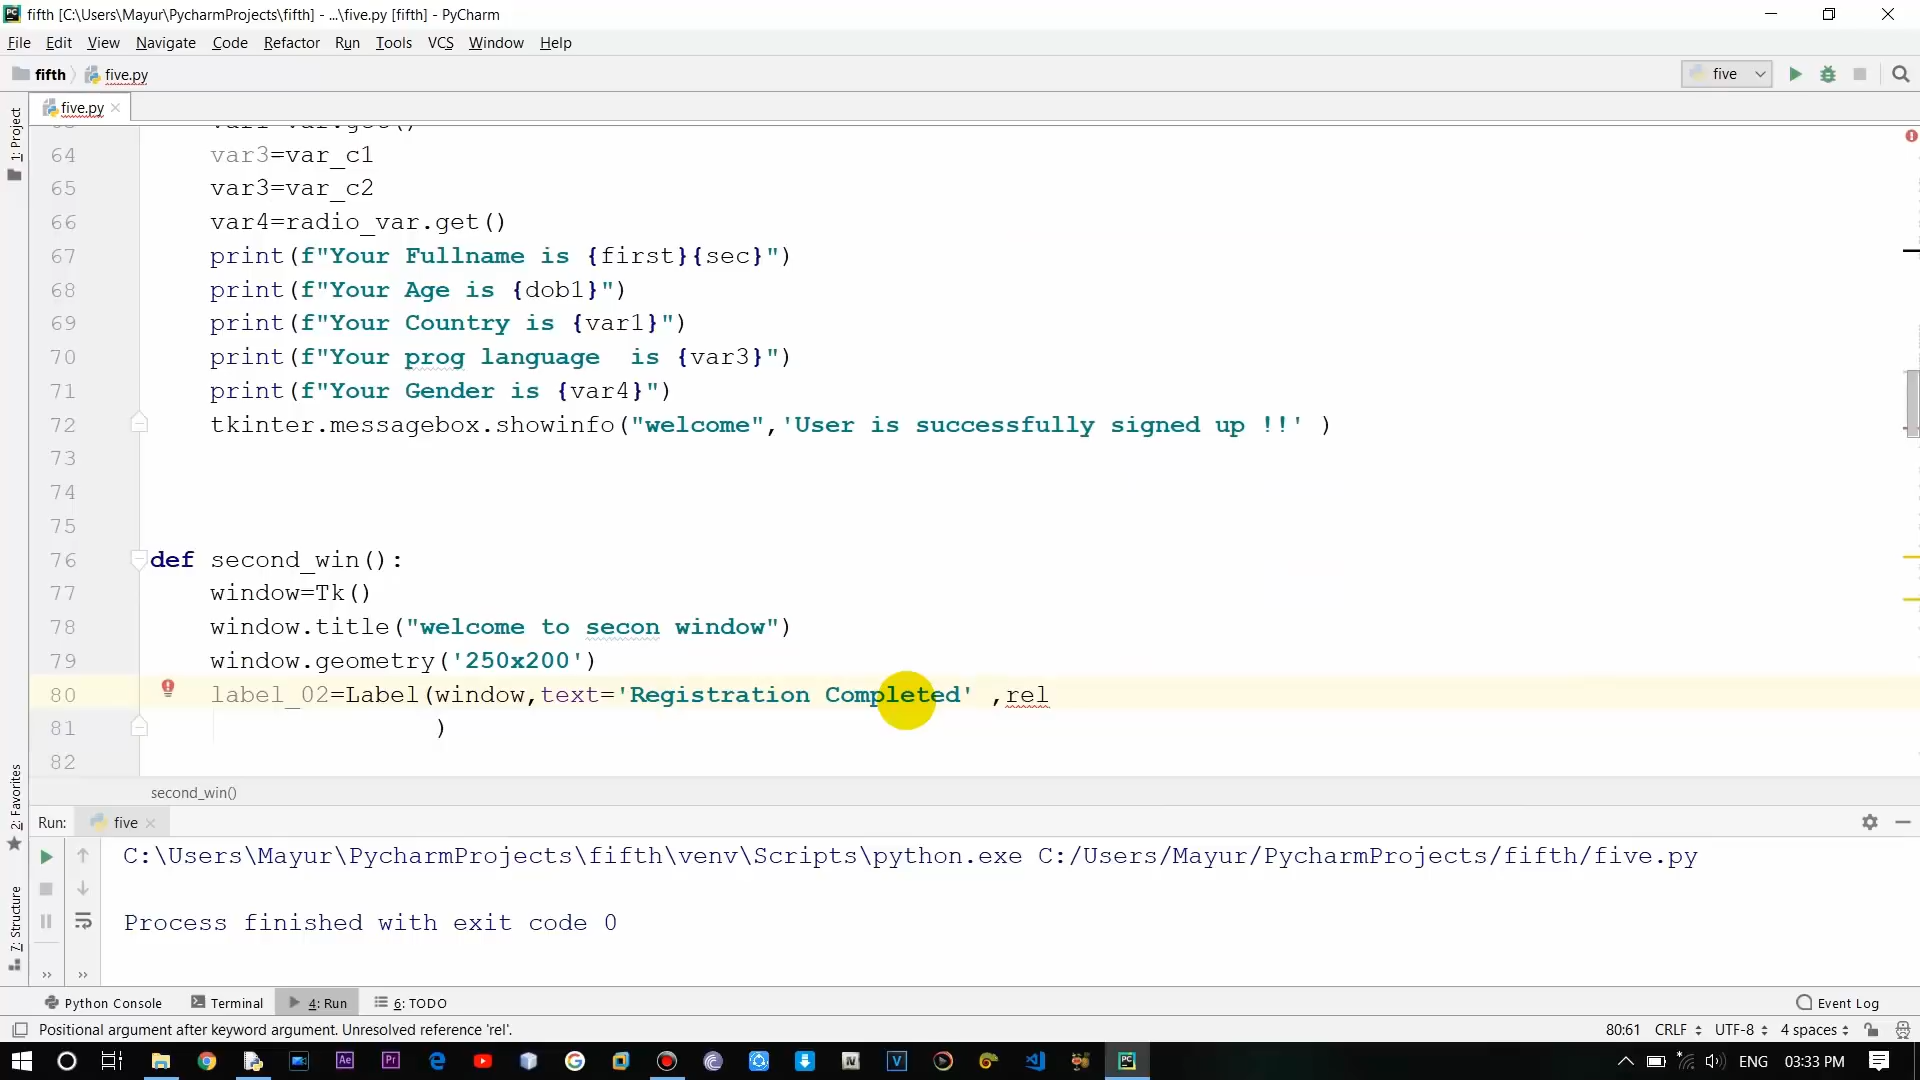 fifth [C:\Users\Mayur\PycharmProjects\fifth] - ...\five.py [fifth] - PyCharm
File Edit View Navigate Code Refactor Run Tools VCS Window Help
fifth five.py
five
five.py
1: Project
64 var3=var_c1
65 var3=var_c2
66 var4=radio_var.get()
67 print(f"Your Fullname is {first}{sec}")
68 print(f"Your Age is {dob1}")
69 print(f"Your Country is {var1}")
70 print(f"Your prog language  is {var3}")
71 print(f"Your Gender is {var4}")
72 tkinter.messagebox.showinfo("welcome",'User is successfully signed up !!' )
73
74
75
76 def second_win():
77 window=Tk()
78 window.title("welcome to secon window")
79 window.geometry('250x200')
80 label_02=Label(window,text='Registration Completed' ,rel
81 )
82
second_win()
2: Favorites
7: Structure
Run: five
C:\Users\Mayur\PycharmProjects\fifth\venv\Scripts\python.exe C:/Users/Mayur/PycharmProjects/fifth/five.py
Process finished with exit code 0
Python Console Terminal 4: Run 6: TODO Event Log
Positional argument after keyword argument. Unresolved reference 'rel'. 80:61 CRLF UTF-8 4 spaces
ENG 03:33 PM